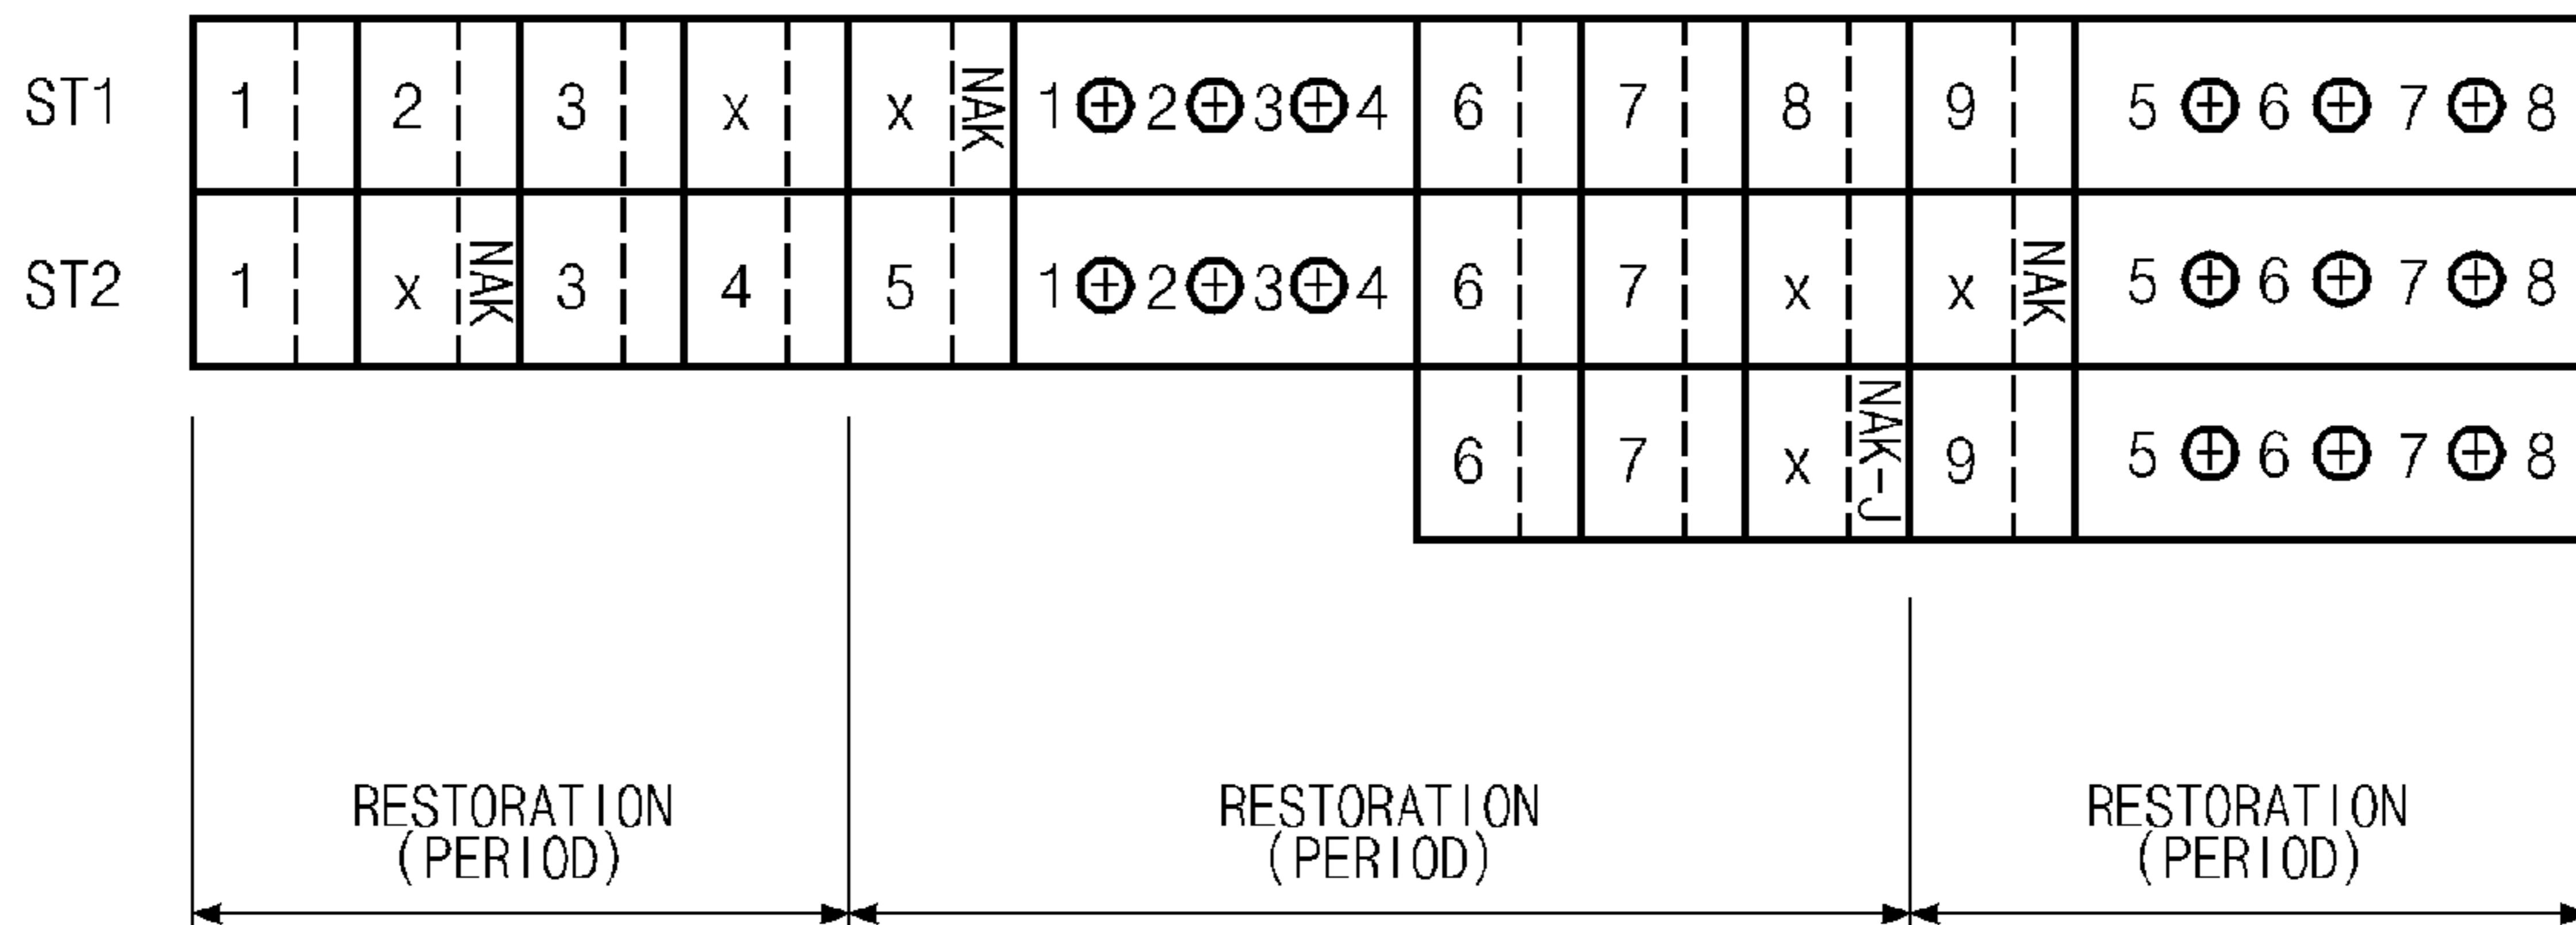 ST1 1 2 3 x x NAK 1⊕2⊕3⊕4 6 7 8 9 5⊕6⊕7⊕8
ST2 1 x NAK 3 4 5 1⊕2⊕3⊕4 6 7 x x NAK 5⊕6⊕7⊕8
6 7 x NAK-J 9 5⊕6⊕7⊕8
RESTORATION RESTORATION RESTORATION
(PERIOD) (PERIOD) (PERIOD)